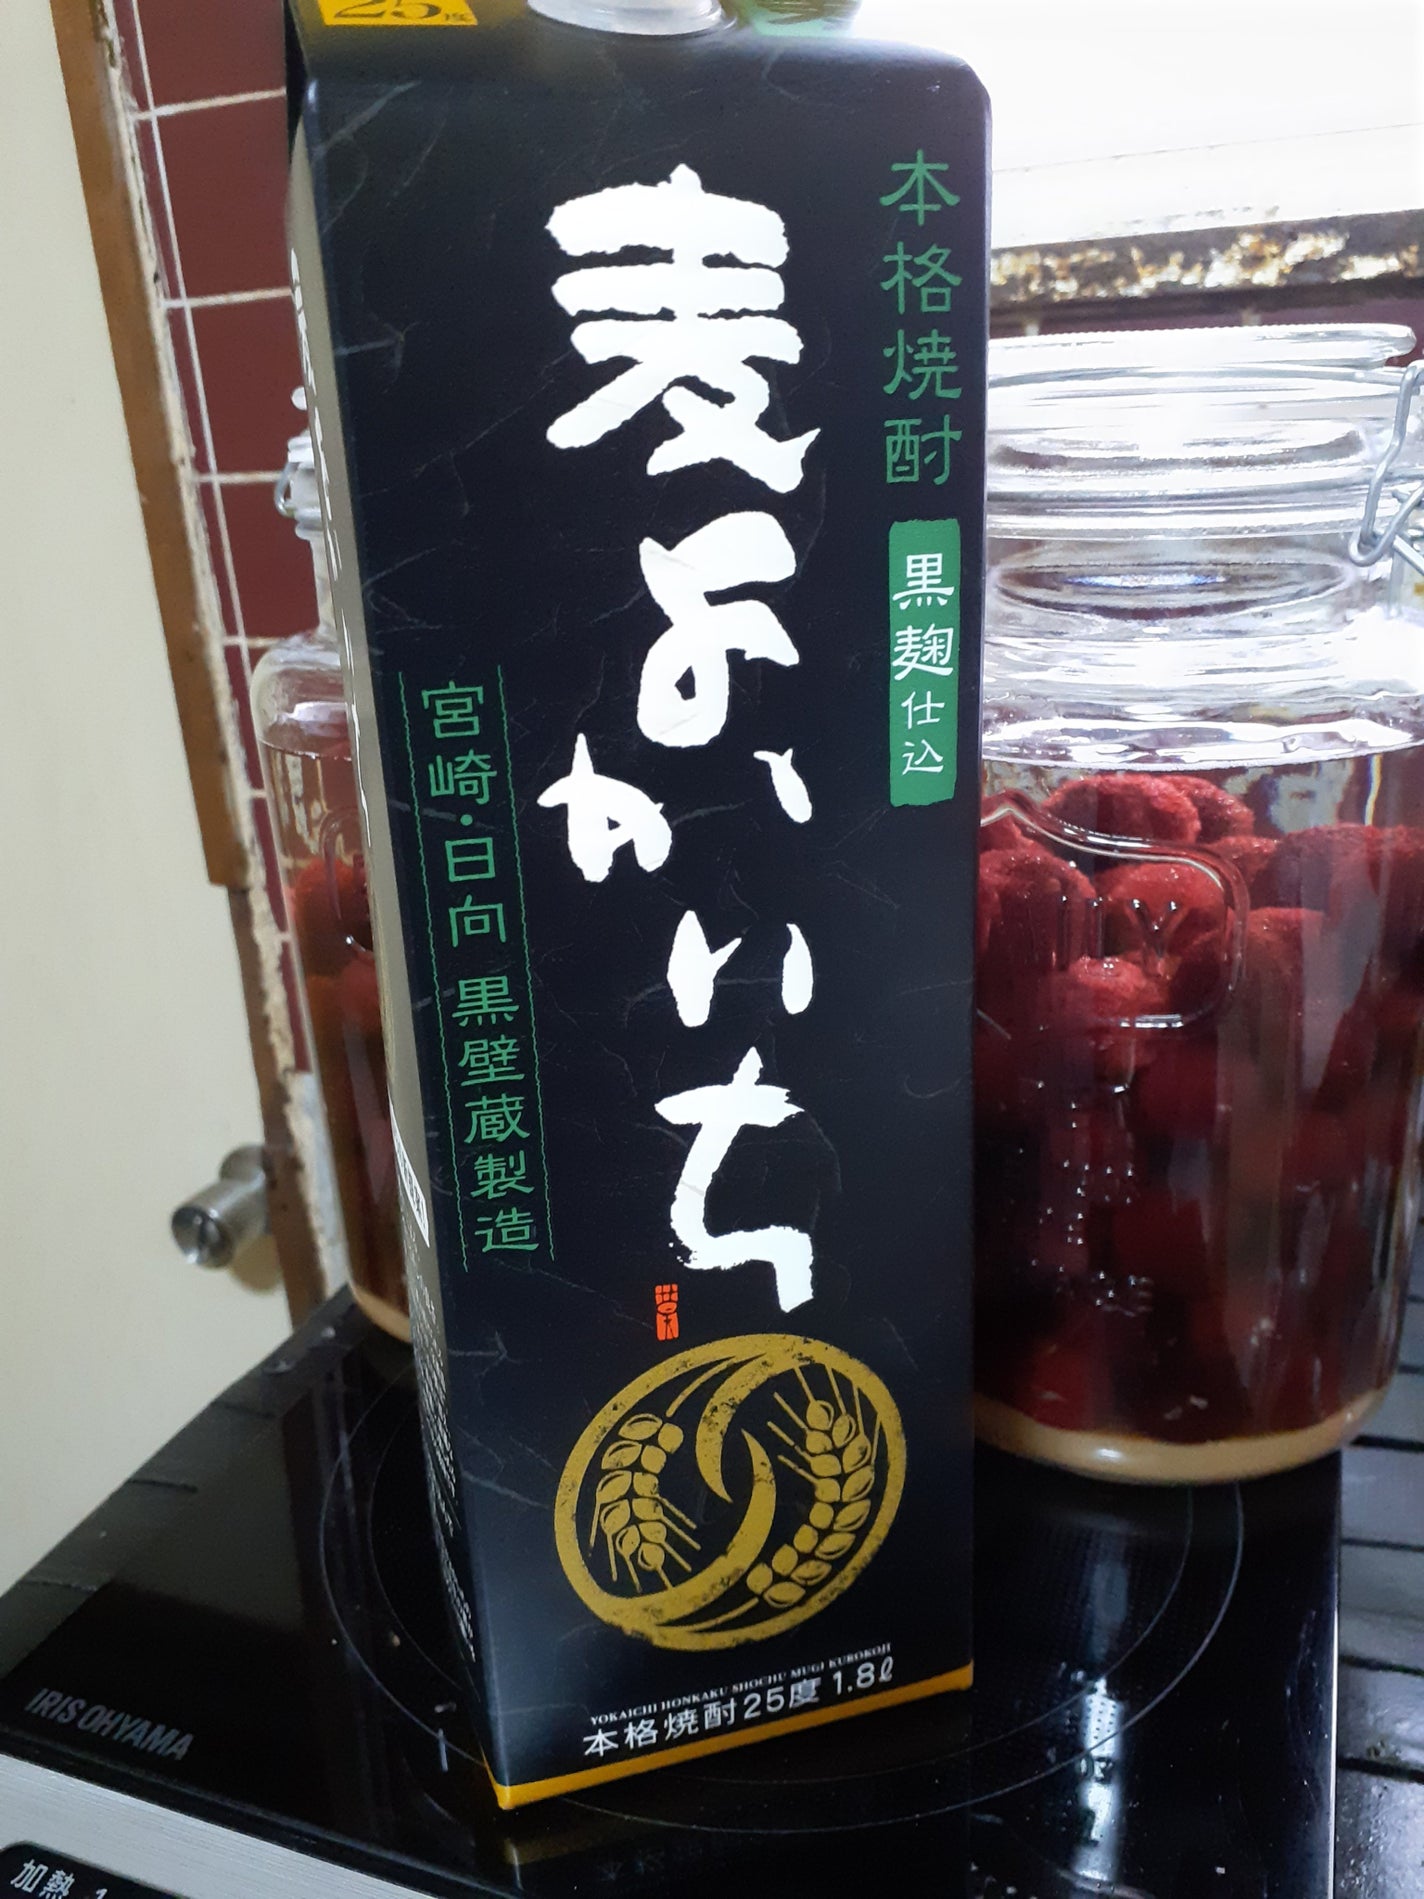 25度
本格焼酎
黒麹仕込
麦よかいち
宮崎・日向 黒壁蔵製造
YOKAICHI HONKAKU SHOCHU MUGI KUROKOJI
本格焼酎25度 1.8ℓ
IRIS OHYAMA
加熱